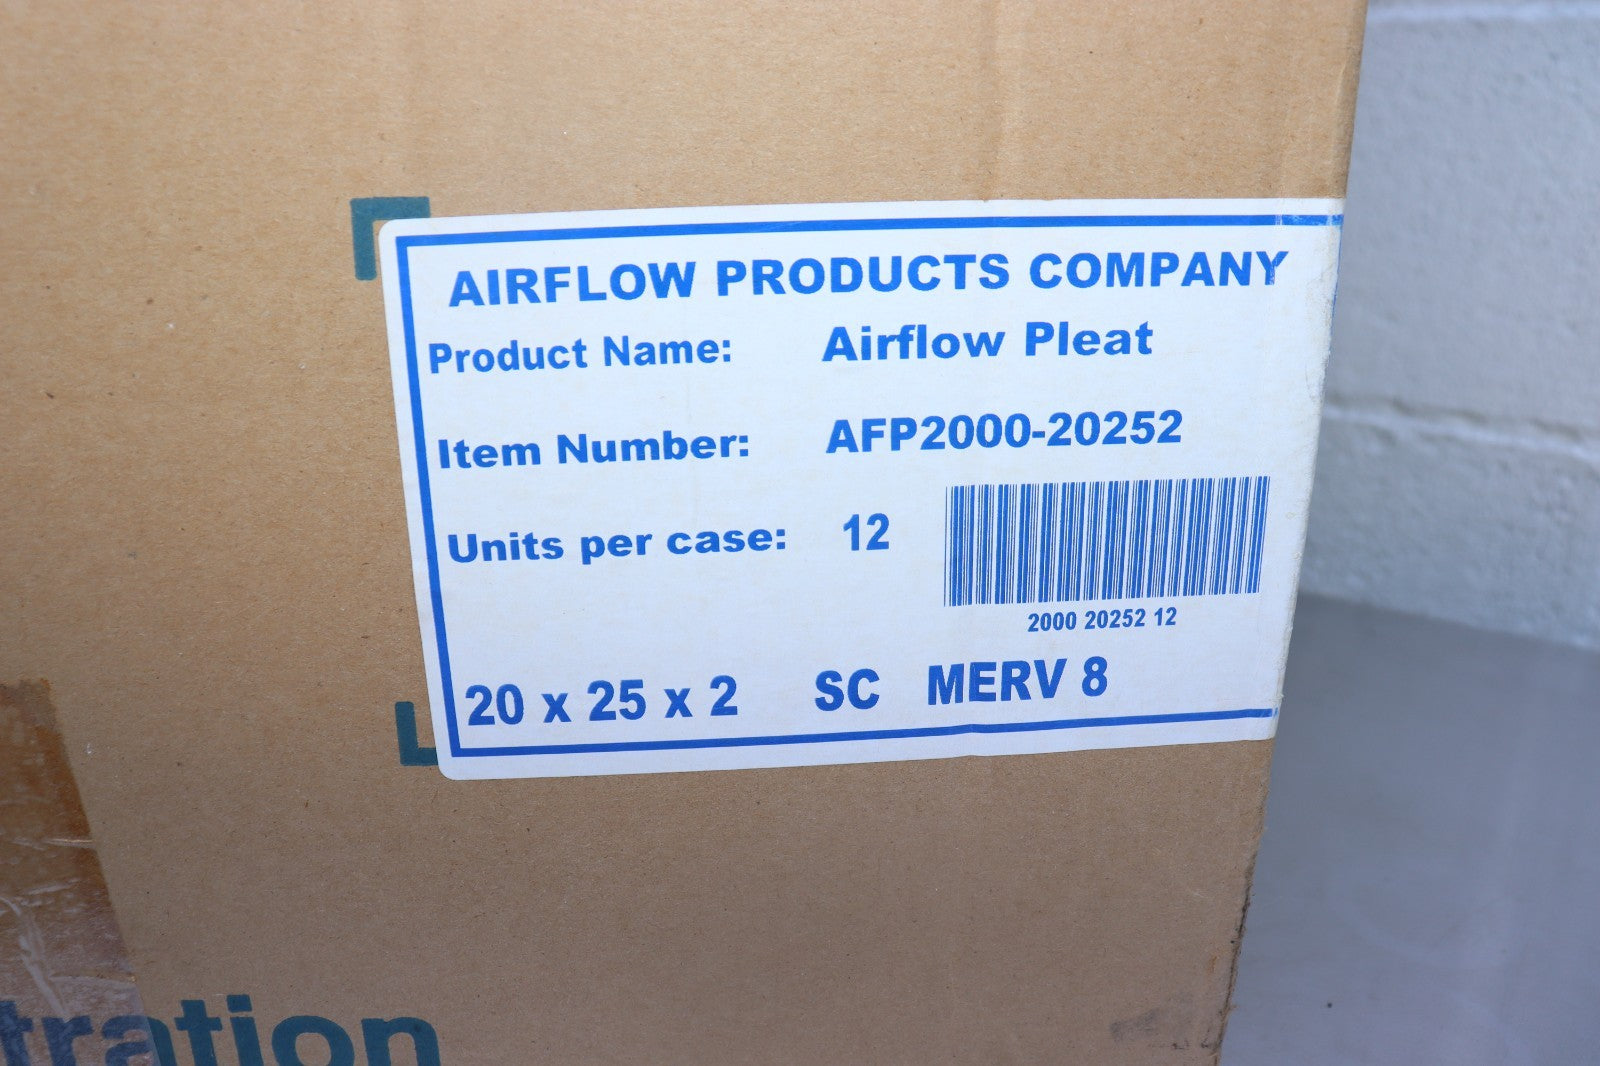 AIRFLOW PRODUCTS COMPANY
Product Name: Airflow Pleat
Item Number: AFP2000-20252
Units per case: 12
2000 20252 12
20 x 25 x 2 SC MERV 8
tration